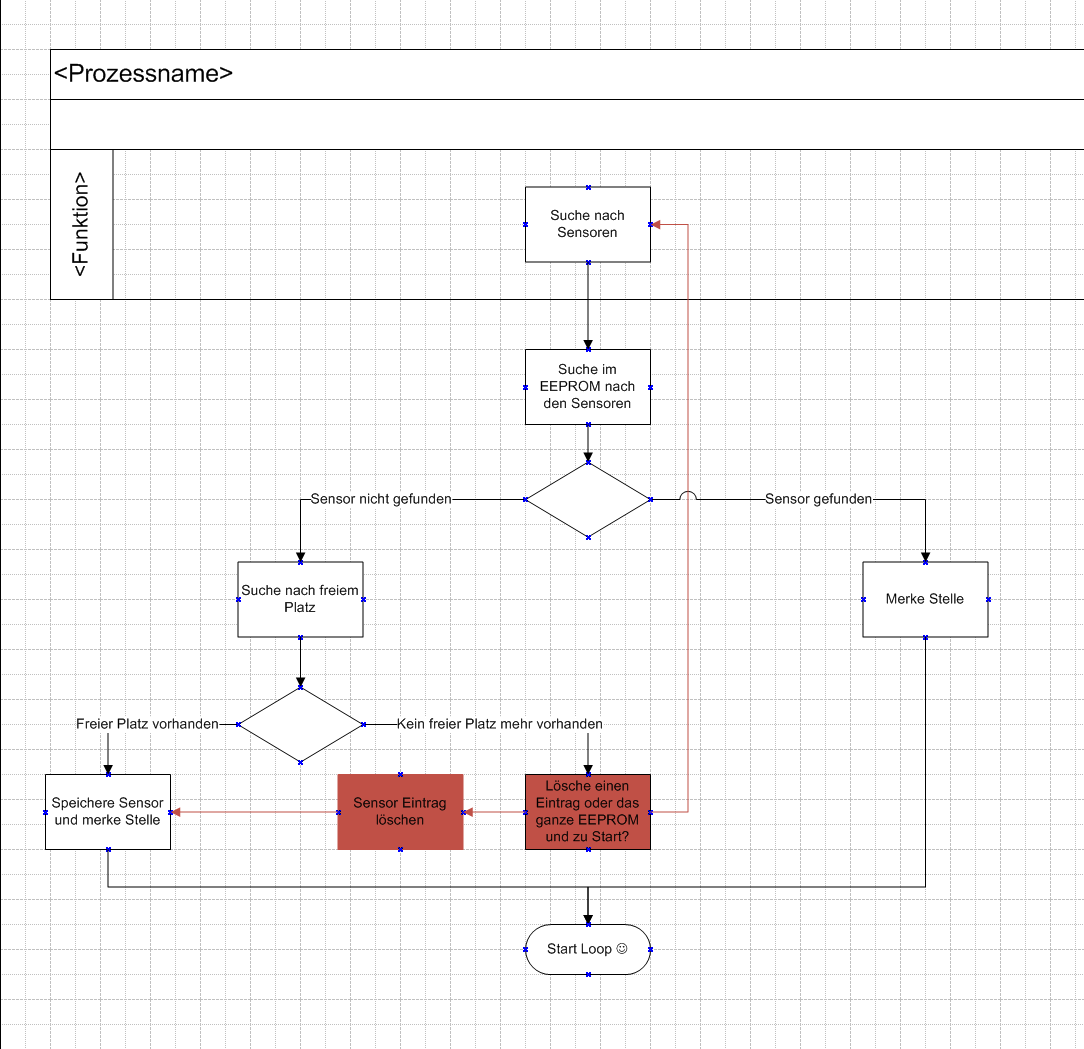 <Prozessname>
<Funktion>
Suche nach
Sensoren
Suche im
EEPROM nach
den Sensoren
Sensor nicht gefunden
Sensor gefunden
Suche nach freiem
Platz
Merke Stelle
Freier Platz vorhanden
Kein freier Platz mehr vorhanden
Speichere Sensor
und merke Stelle
Sensor Eintrag
löschen
Lösche einen
Eintrag oder das
ganze EEPROM
und zu Start?
Start Loop ☺